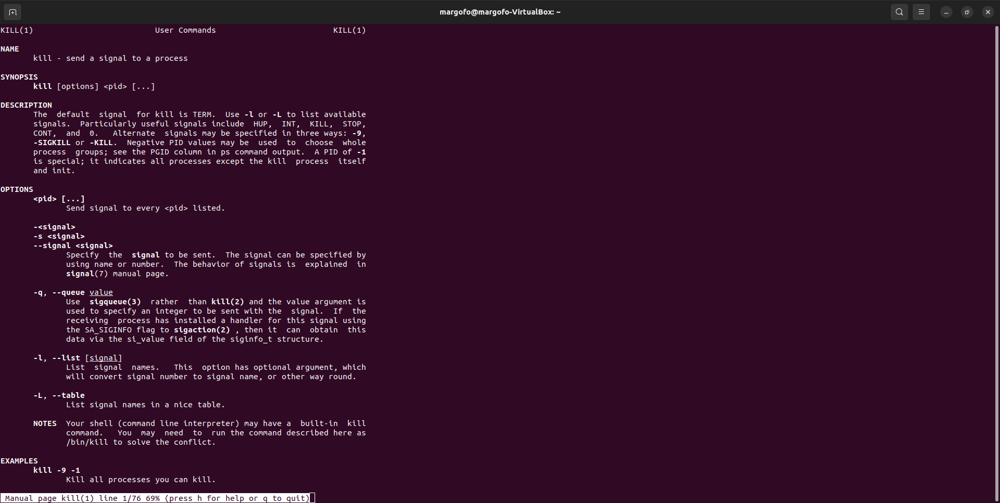 margofo@margofo-VirtualBox: ~
KILL(1)                          User Commands                         KILL(1)
NAME
       kill - send a signal to a process
SYNOPSIS
       kill [options] <pid> [...]
DESCRIPTION
       The  default  signal  for kill is TERM.  Use -l or -L to list available
       signals.  Particularly useful signals include  HUP,  INT,  KILL,  STOP,
       CONT,  and  0.   Alternate  signals may be specified in three ways: -9,
       -SIGKILL or -KILL.  Negative PID values may be  used  to  choose  whole
       process  groups; see the PGID column in ps command output.  A PID of -1
       is special; it indicates all processes except the kill  process  itself
       and init.
OPTIONS
       <pid> [...]
              Send signal to every <pid> listed.
       -<signal>
       -s <signal>
       --signal <signal>
              Specify  the  signal to be sent.  The signal can be specified by
              using name or number.  The behavior of signals is  explained  in
              signal(7) manual page.
       -q, --queue value
              Use  sigqueue(3)  rather  than kill(2) and the value argument is
              used to specify an integer to be sent with the  signal.  If  the
              receiving  process has installed a handler for this signal using
              the SA_SIGINFO flag to sigaction(2) , then it  can  obtain  this
              data via the si_value field of the siginfo_t structure.
       -l, --list [signal]
              List  signal  names.   This  option has optional argument, which
              will convert signal number to signal name, or other way round.
       -L, --table
              List signal names in a nice table.
       NOTES  Your shell (command line interpreter) may have a  built-in  kill
              command.   You  may  need  to  run the command described here as
              /bin/kill to solve the conflict.
EXAMPLES
       kill -9 -1
              Kill all processes you can kill.
 Manual page kill(1) line 1/76 69% (press h for help or q to quit)